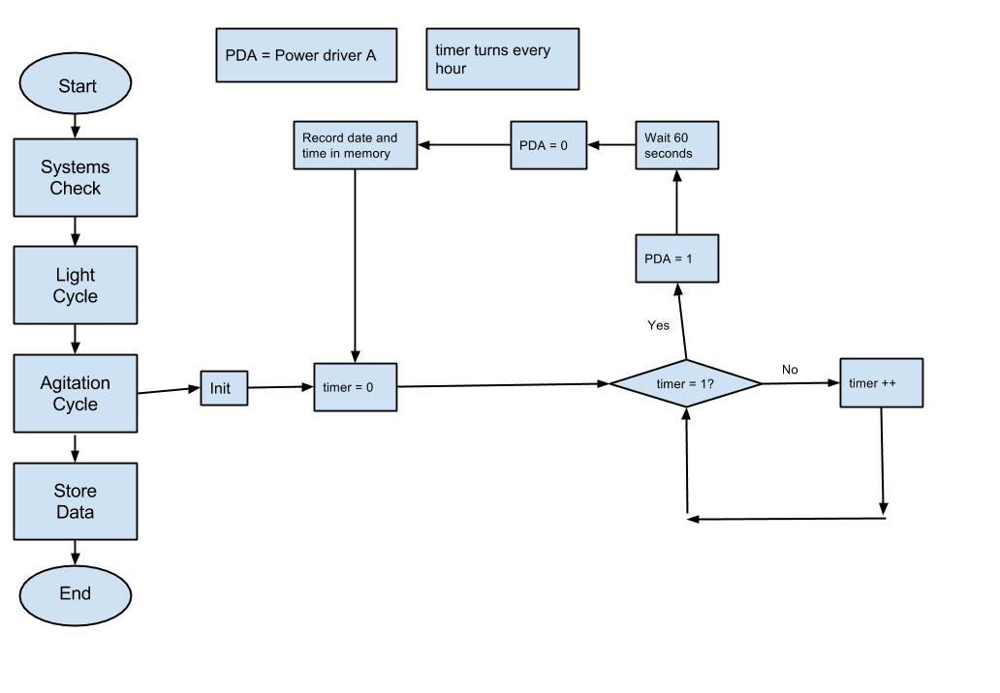 PDA = Power driver A
timer turns every
hour
Start
Systems
Check
Light
Cycle
Agitation
Cycle
Store
Data
End
Init
timer = 0
timer = 1?
No
timer ++
Yes
PDA = 1
Wait 60
seconds
PDA = 0
Record date and
time in memory